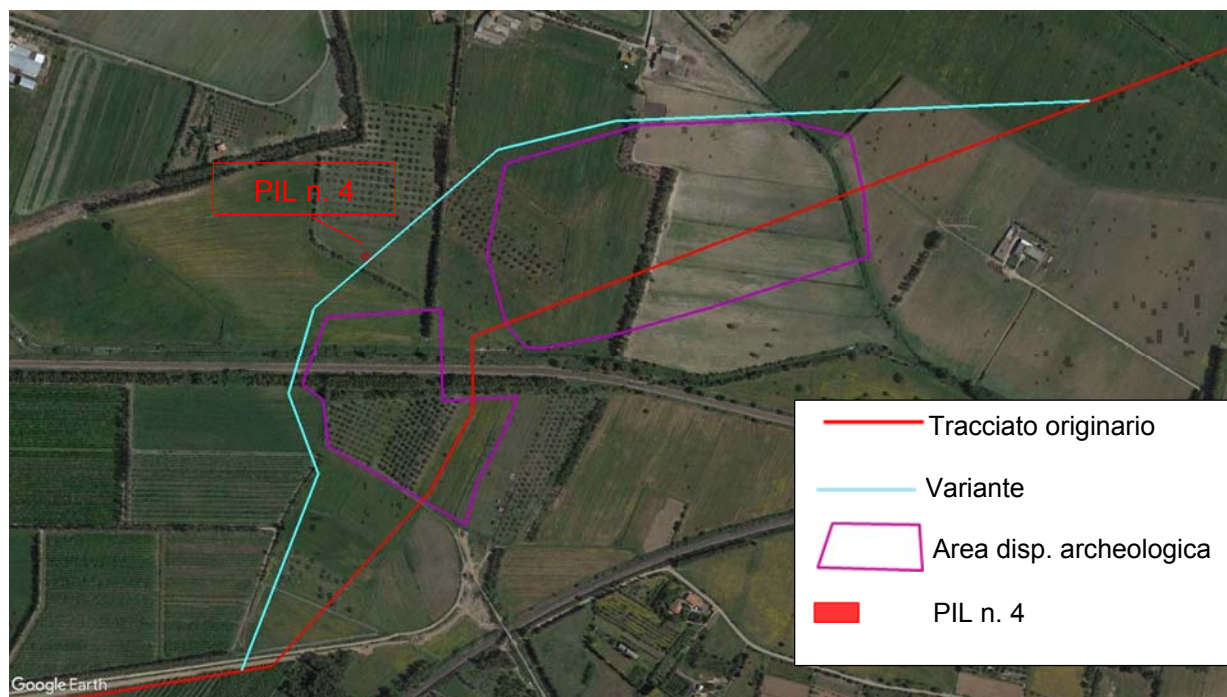 PIL n. 4
Tracciato originario
Variante
Area disp. archeologica
PIL n. 4
Google Earth